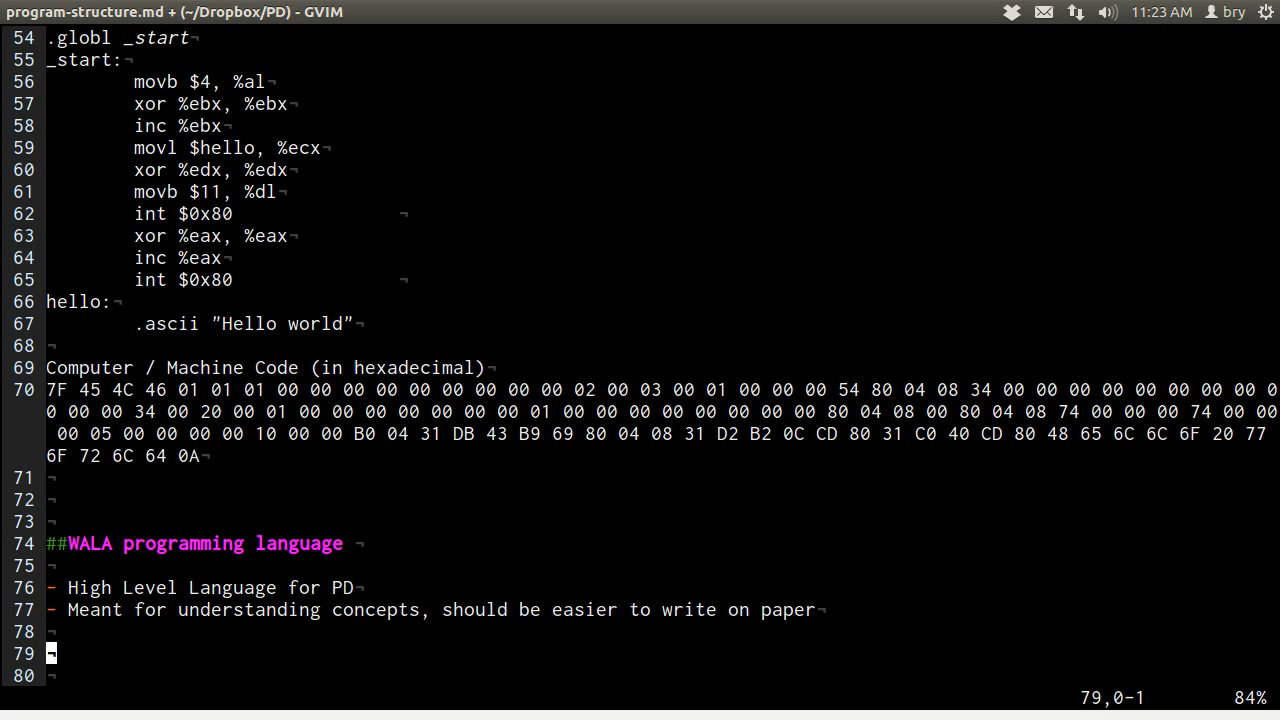 program-structure.md + (~/Dropbox/PD) - GVIM 11:23 AM bry
54 .globl _start¬
55 _start:¬
56 movb $4, %al¬
57 xor %ebx, %ebx¬
58 inc %ebx¬
59 movl $hello, %ecx¬
60 xor %edx, %edx¬
61 movb $11, %dl¬
62 int $0x80 ¬
63 xor %eax, %eax¬
64 inc %eax¬
65 int $0x80 ¬
66 hello:¬
67 .ascii "Hello world"¬
68 ¬
69 Computer / Machine Code (in hexadecimal)¬
70 7F 45 4C 46 01 01 01 00 00 00 00 00 00 00 00 00 02 00 03 00 01 00 00 00 54 80 04 08 34 00 00 00 00 00 00 00 0
0 00 00 34 00 20 00 01 00 00 00 00 00 00 00 01 00 00 00 00 00 00 00 00 80 04 08 00 80 04 08 74 00 00 00 74 00 00
00 05 00 00 00 00 10 00 00 B0 04 31 DB 43 B9 69 80 04 08 31 D2 B2 0C CD 80 31 C0 40 CD 80 48 65 6C 6C 6F 20 77
6F 72 6C 64 0A¬
71 ¬
72 ¬
73 ¬
74 ##WALA programming language ¬
75 ¬
76 - High Level Language for PD¬
77 - Meant for understanding concepts, should be easier to write on paper¬
78 ¬
79 ¬
80 ¬
79,0-1 84%